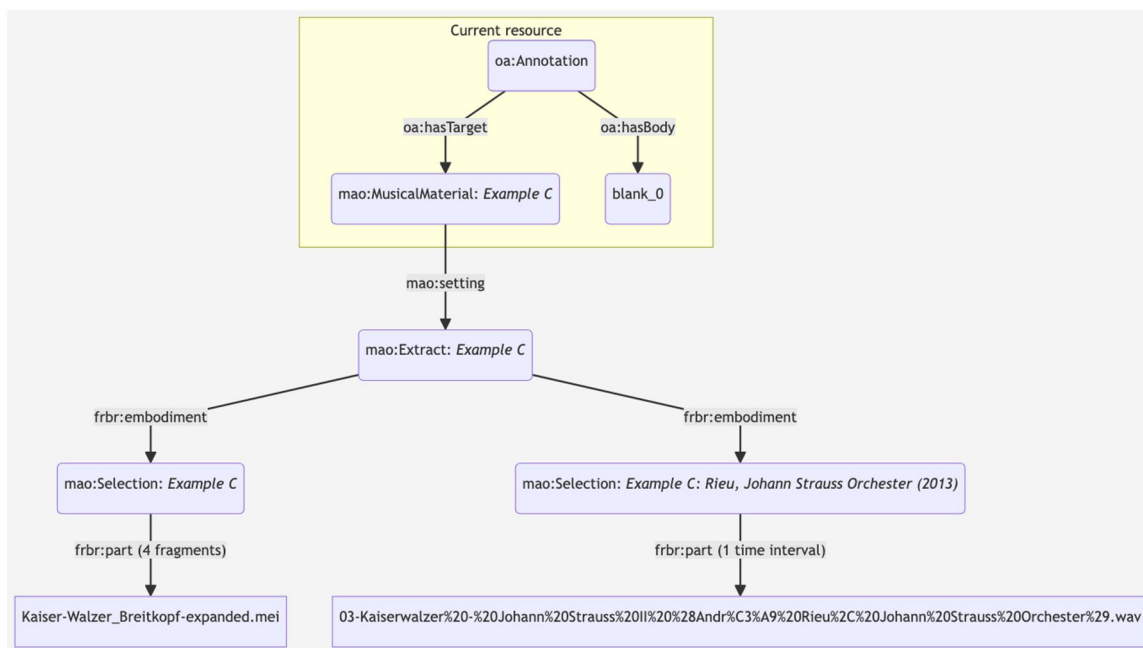 Current resource
oa:Annotation
oa:hasTarget
oa:hasBody
mao:MusicalMaterial: Example C
blank_0
mao:setting
mao:Extract: Example C
frbr:embodiment
frbr:embodiment
mao:Selection: Example C
mao:Selection: Example C: Rieu, Johann Strauss Orchester (2013)
frbr:part (4 fragments)
frbr:part (1 time interval)
Kaiser-Walzer_Breitkopf-expanded.mei
03-Kaiserwalzer%20-%20Johann%20Strauss%20II%20%28Andr%C3%A9%20Rieu%2C%20Johann%20Strauss%20Orchester%29.wav